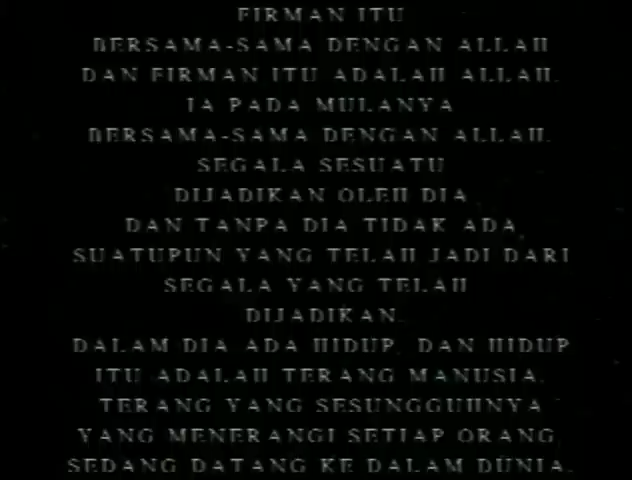 FIRMAN ITU
BERSAMA-SAMA DENGAN ALLAH
DAN FIRMAN ITU ADALAH ALLAH.
IA PADA MULANYA
BERSAMA-SAMA DENGAN ALLAH.
SEGALA SESUATU
DIJADIKAN OLEH DIA
DAN TANPA DIA TIDAK ADA
SUATUPUN YANG TELAH JADI DARI
SEGALA YANG TELAH
DIJADIKAN.
DALAM DIA ADA HIDUP, DAN HIDUP
ITU ADALAH TERANG MANUSIA.
TERANG YANG SESUNGGUHNYA
YANG MENERANGI SETIAP ORANG,
SEDANG DATANG KE DALAM DUNIA.